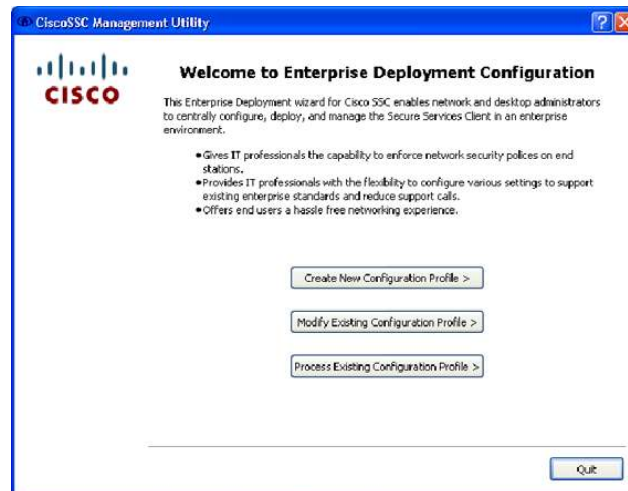 CiscoSSC Management Utility
CISCO
Welcome to Enterprise Deployment Configuration
This Enterprise Deployment wizard for Cisco SSC enables network and desktop administrators
to centrally configure, deploy, and manage the Secure Services Client in an enterprise
environment.
•Gives IT professionals the capability to enforce network security polices on end
stations.
•Provides IT professionals with the flexibility to configure various settings to support
existing enterprise standards and reduce support calls.
•Offers end users a hassle free networking experience.
Create New Configuration Profile >
Modify Existing Configuration Profile >
Process Existing Configuration Profile >
Quit